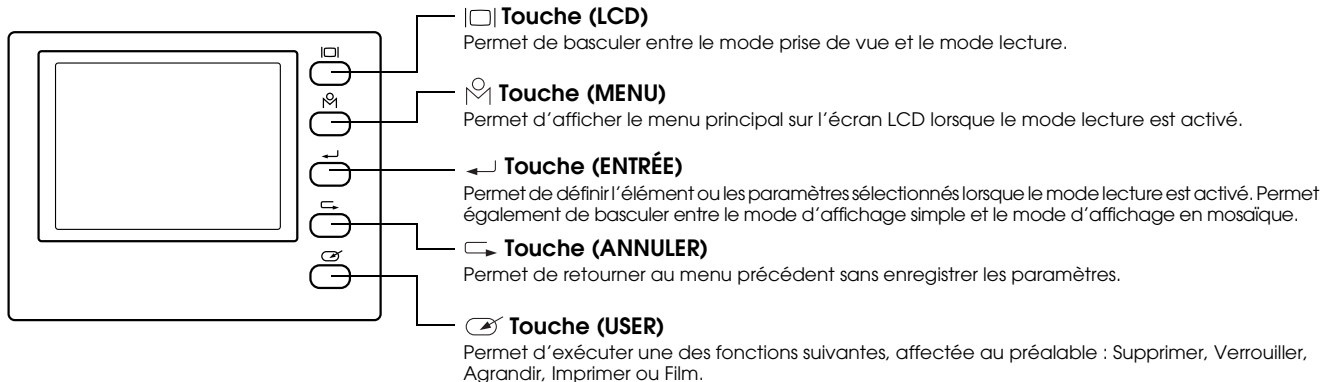 Touche (LCD)
Permet de basculer entre le mode prise de vue et le mode lecture.
Touche (MENU)
Permet d'afficher le menu principal sur l'écran LCD lorsque le mode lecture est activé.
Touche (ENTRÉE)
Permet de définir l'élément ou les paramètres sélectionnés lorsque le mode lecture est activé. Permet
également de basculer entre le mode d'affichage simple et le mode d'affichage en mosaïque.
Touche (ANNULER)
Permet de retourner au menu précédent sans enregistrer les paramètres.
Touche (USER)
Permet d'exécuter une des fonctions suivantes, affectée au préalable : Supprimer, Verrouiller,
Agrandir, Imprimer ou Film.